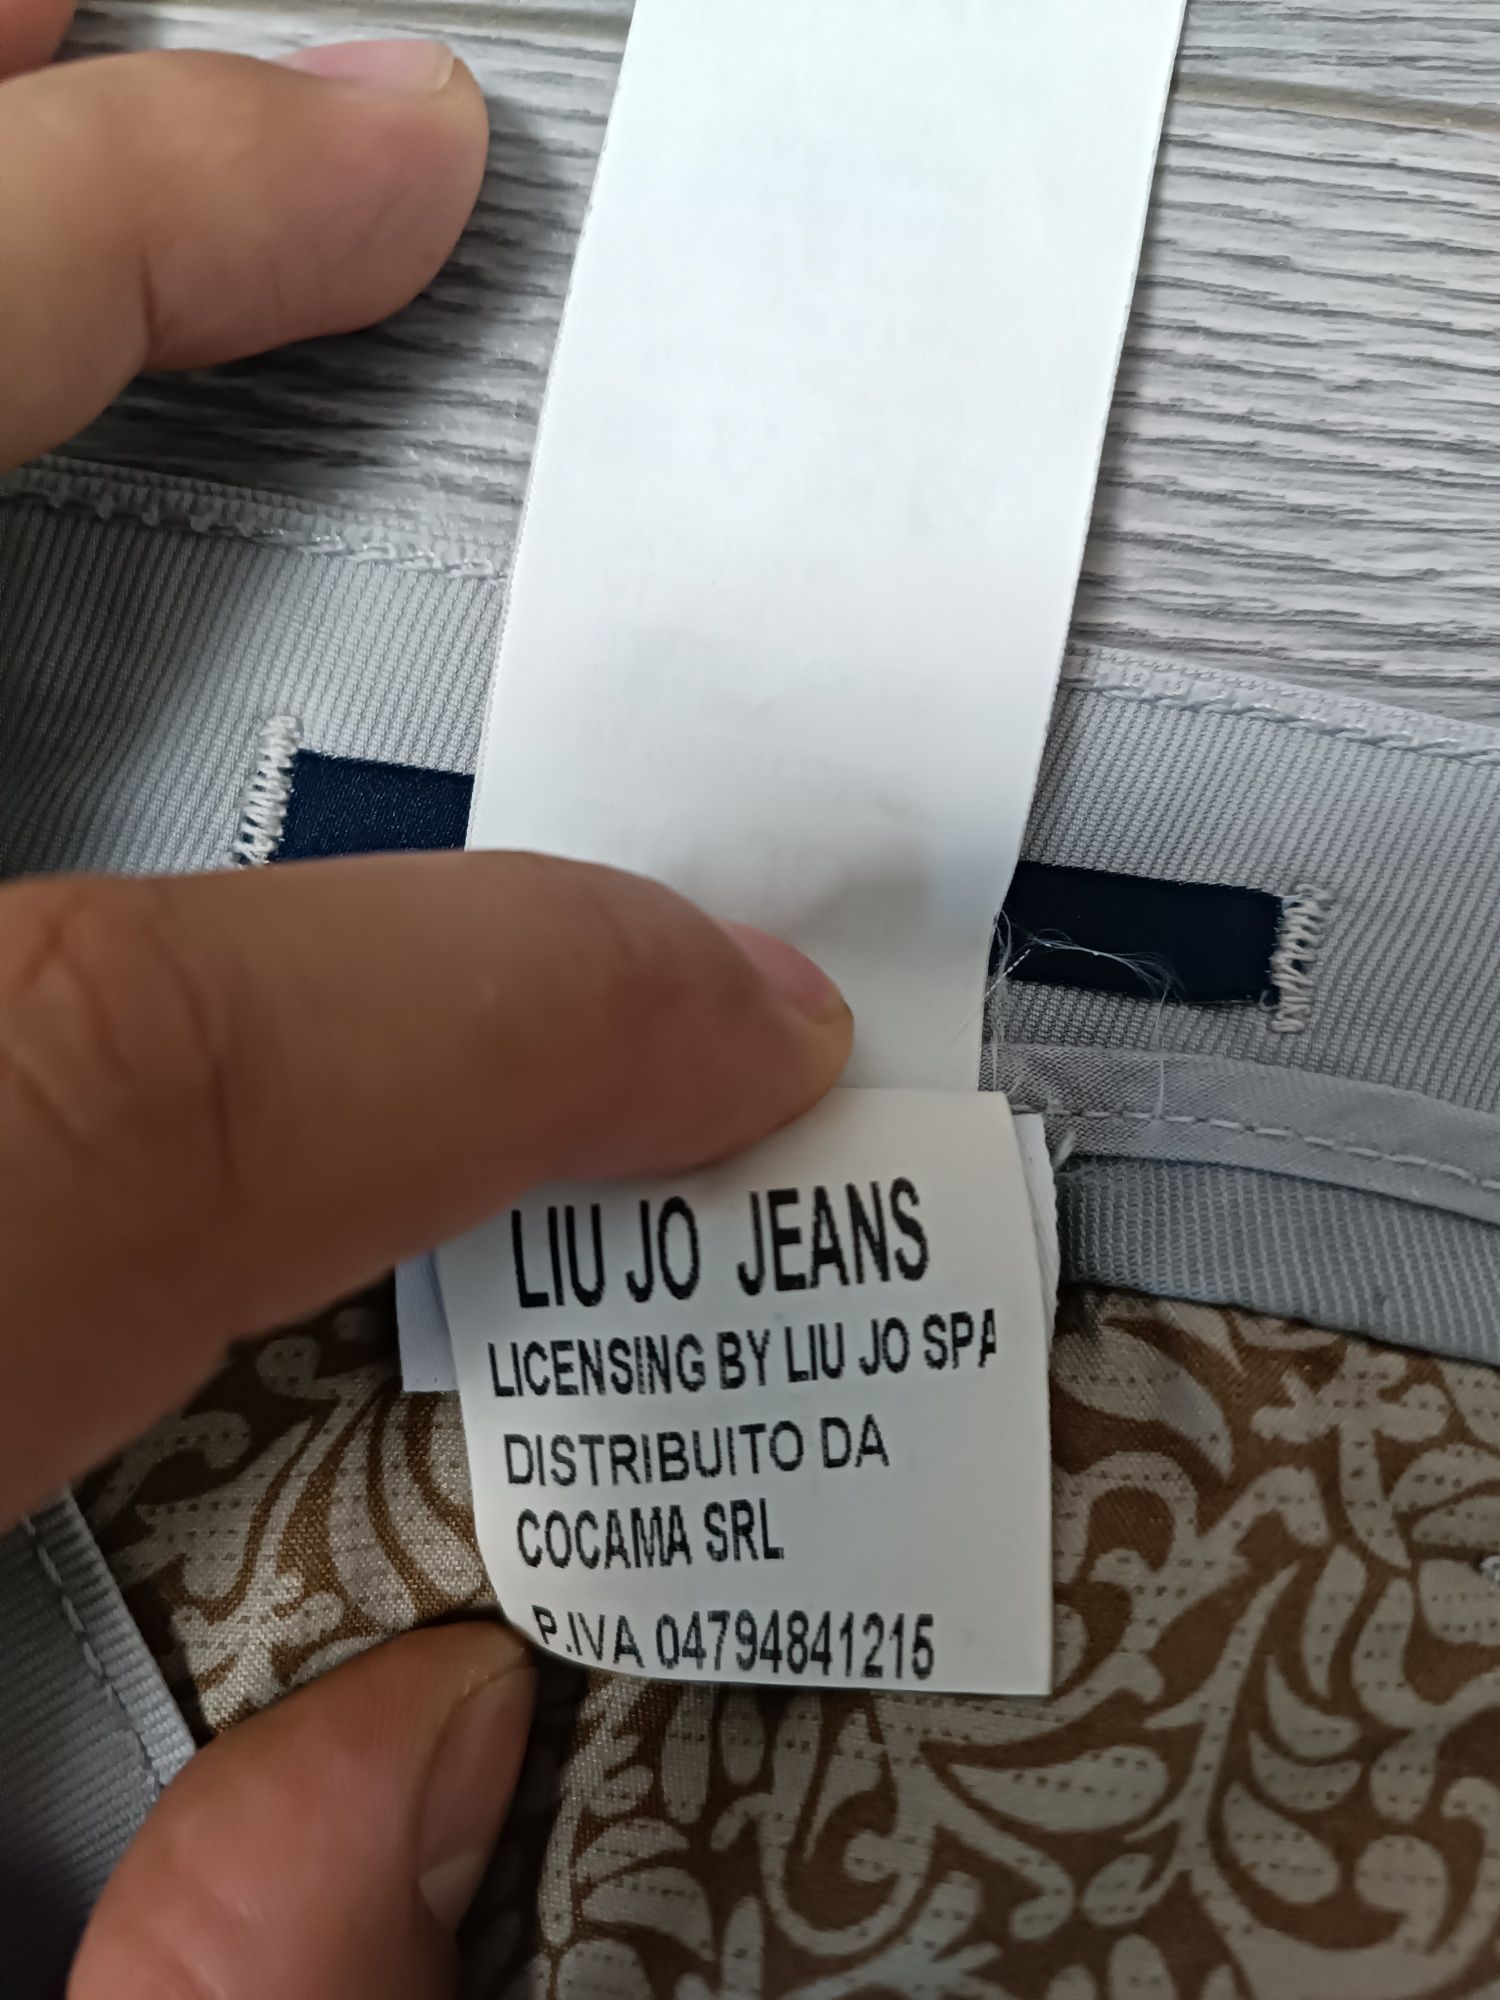 LIU JO JEANS
LICENSING BY LIU JO SPA
DISTRIBUITO DA
COCAMA SRL
P.IVA 04794841215